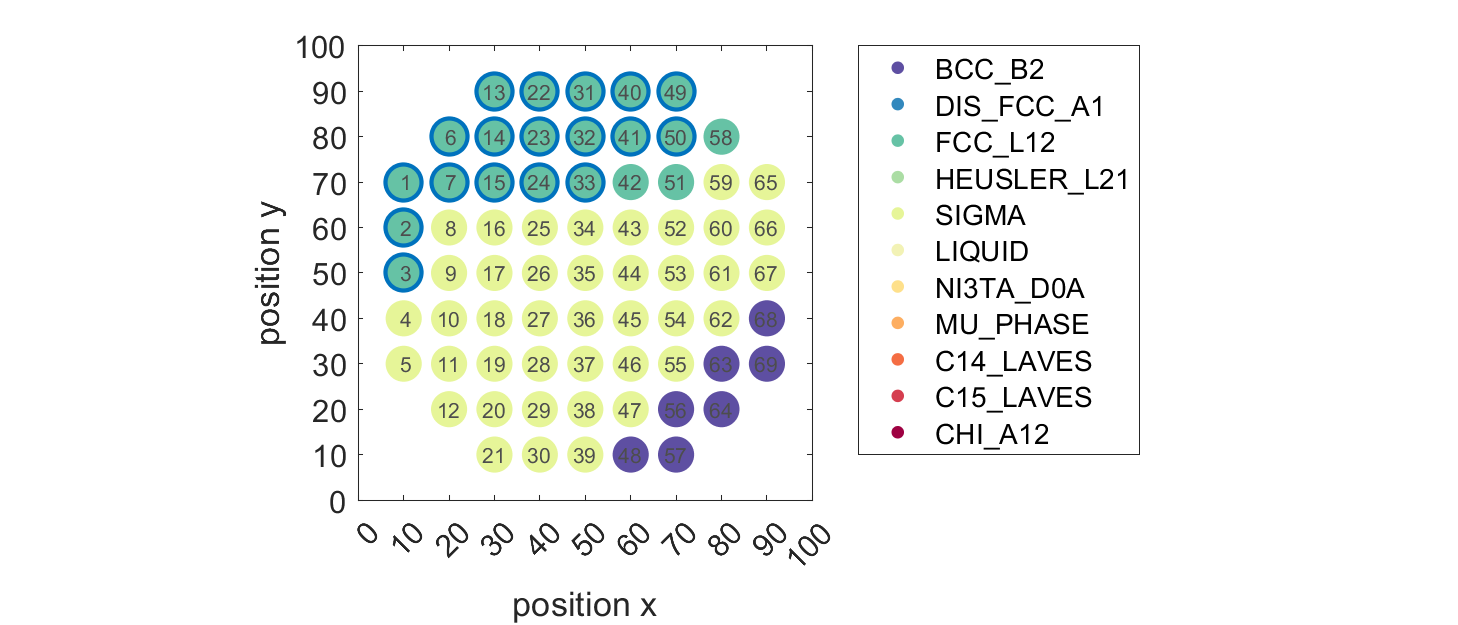 100
90 13 22 31 40 49
80 6 14 23 32 41 50 58
70 1 7 15 24 33 42 51 59 65
60 2 8 16 25 34 43 52 60 66
50 3 9 17 26 35 44 53 61 67
40 4 10 18 27 36 45 54 62 68
30 5 11 19 28 37 46 55 63 69
20 12 20 29 38 47 56 64
10 21 30 39 48 57
0
position y
0 10 20 30 40 50 60 70 80 90 100
position x
BCC_B2
DIS_FCC_A1
FCC_L12
HEUSLER_L21
SIGMA
LIQUID
NI3TA_D0A
MU_PHASE
C14_LAVES
C15_LAVES
CHI_A12